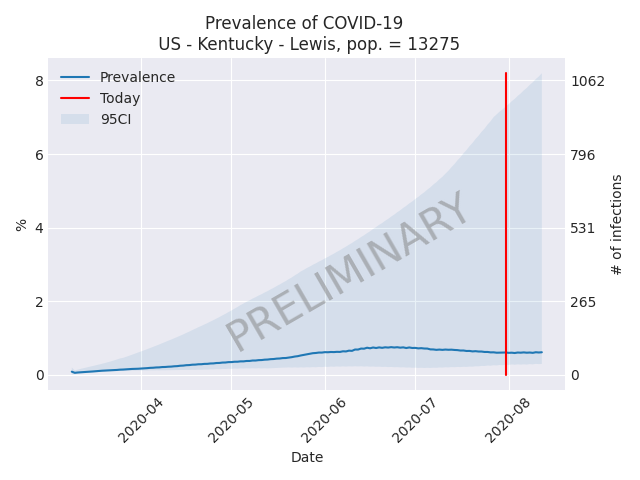 Prevalence of COVID-19
US - Kentucky - Lewis, pop. = 13275
Prevalence
Today
95CI
PRELIMINARY
%
8
6
4
2
0
1062
796
531
265
0
# of infections
2020-04
2020-05
2020-06
2020-07
2020-08
Date